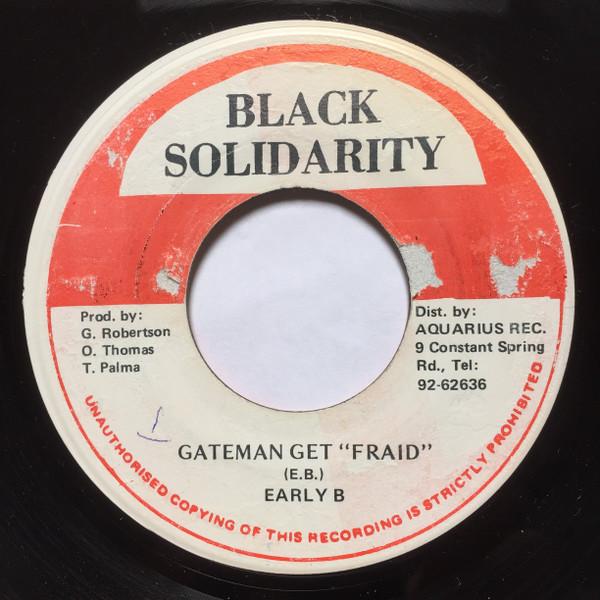 BLACK
SOLIDARITY
Prod. by:
G. Robertson
O. Thomas
T. Palma
Dist. by:
AQUARIUS REC.
9 Constant Spring
Rd., Tel:
92-62636
GATEMAN GET “FRAID”
(E.B.)
EARLY B
UNAUTHORISED COPYING OF THIS RECORDING IS STRICTLY PROHIBITED